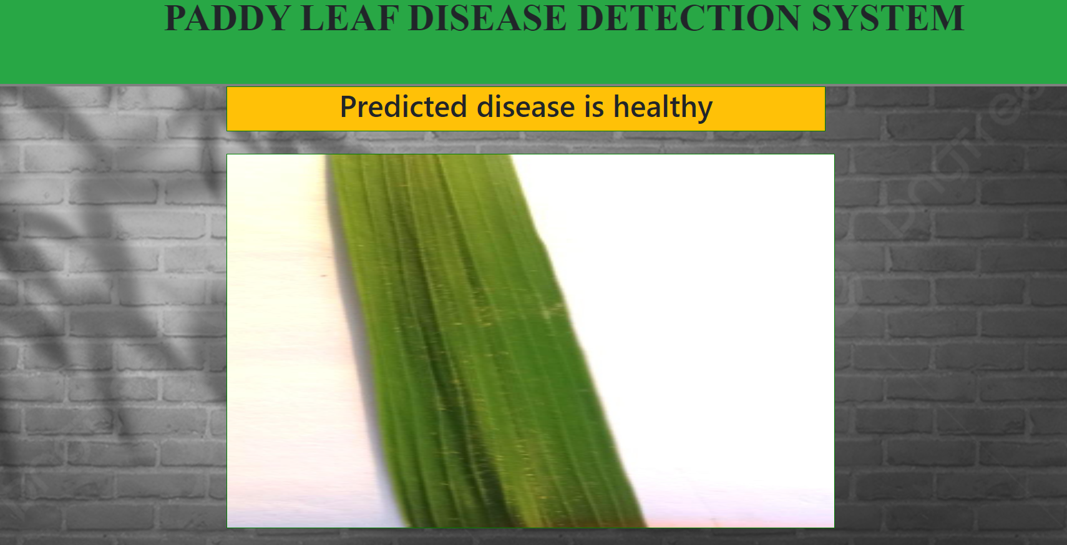 PADDY LEAF DISEASE DETECTION SYSTEM
Predicted disease is healthy